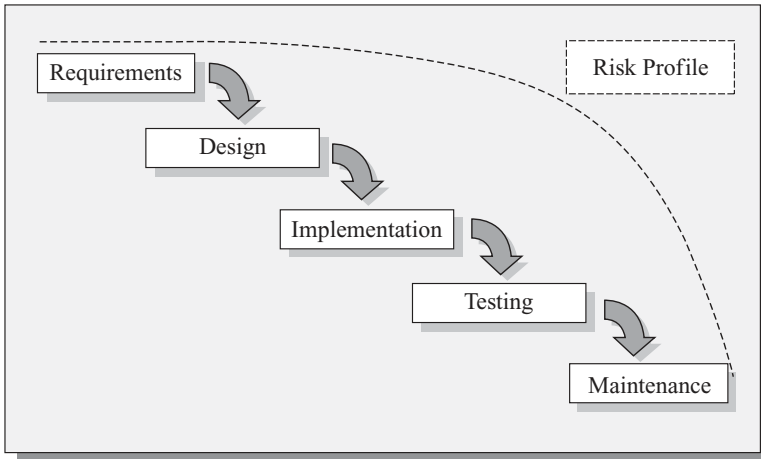 Requirements
Risk Profile
Design
Implementation
Testing
Maintenance